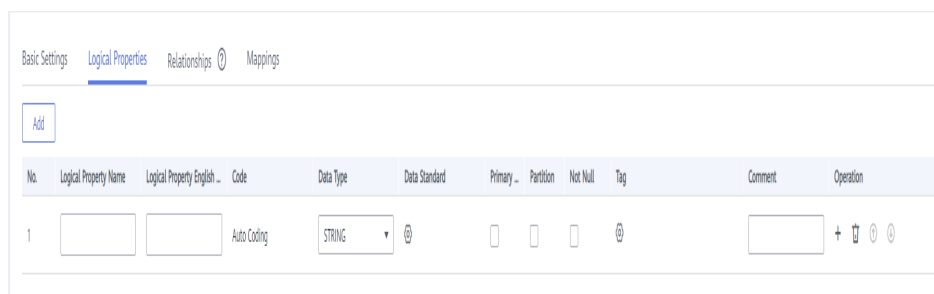 Basic Settings Logical Properties Relationships ? Mappings
Add
No. Logical Property Name Logical Property English ... Code Data Type Data Standard Primary ... Partition Not Null Tag Comment Operation
1 Auto Coding STRING